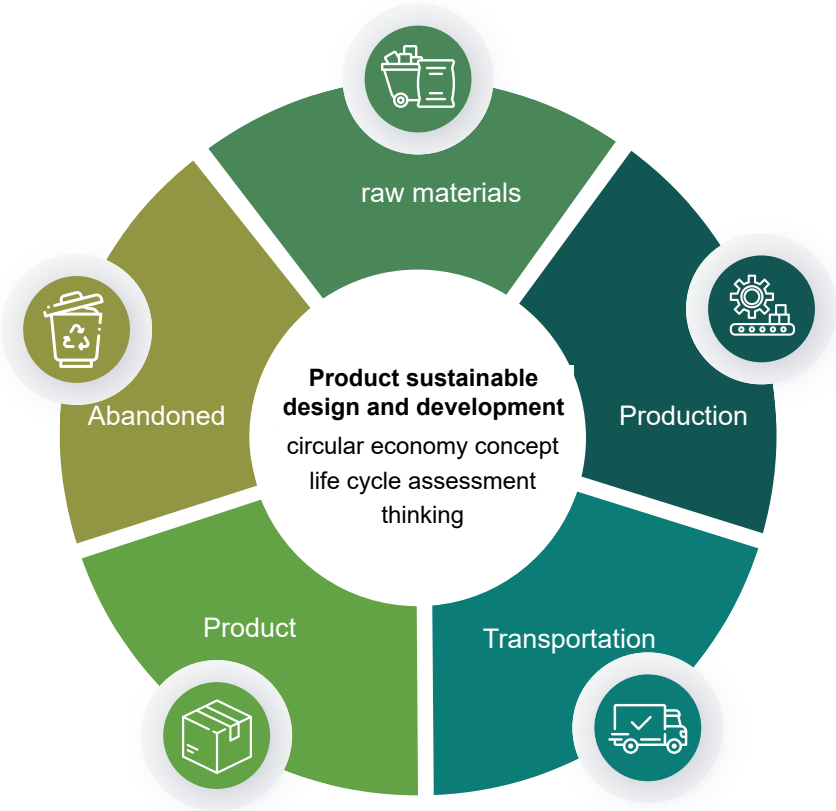 raw materials
Product sustainable
design and development
circular economy concept
life cycle assessment
thinking
Abandoned
Production
Product
Transportation